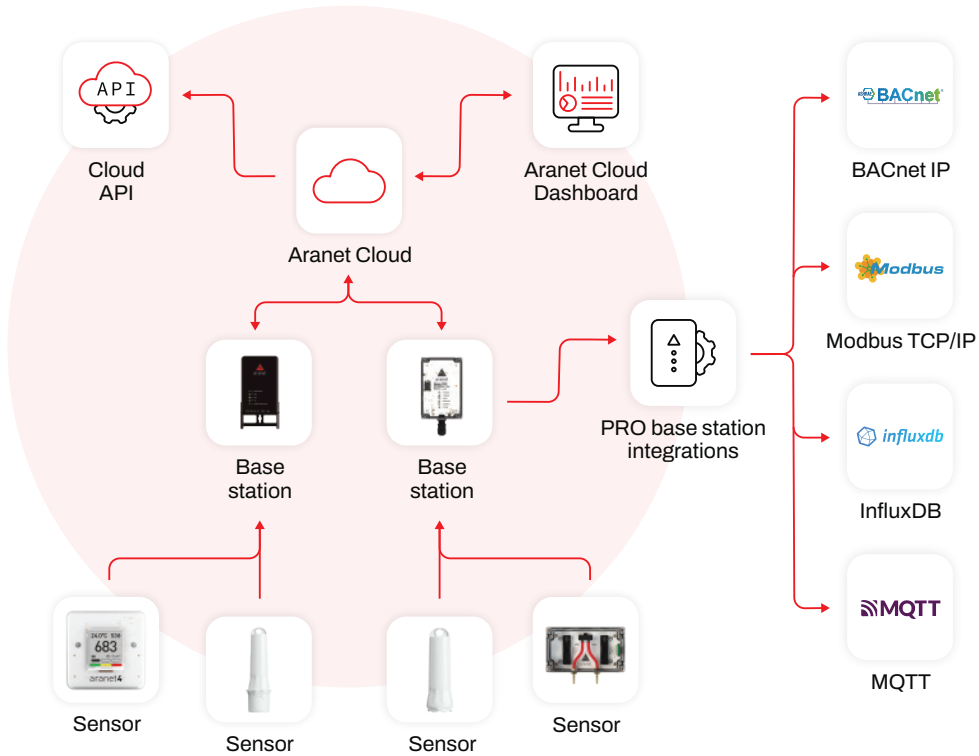 API
Cloud
API
Aranet Cloud
Dashboard
Aranet Cloud
BACnet
BACnet IP
Modbus
Modbus TCP/IP
PRO base station
integrations
Base
station
Base
station
influxdb
InfluxDB
MQTT
MQTT
683
aranet4
Sensor
Sensor
Sensor
Sensor